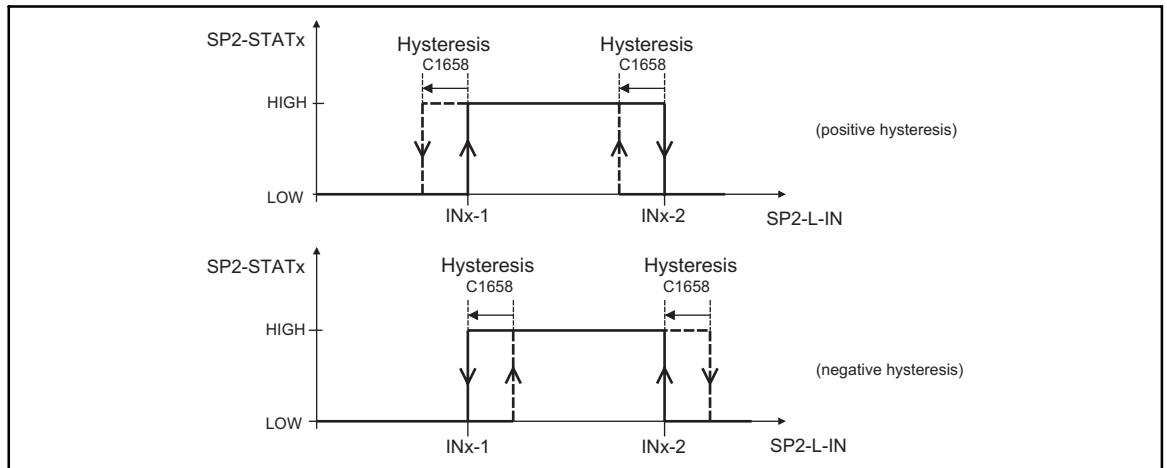 SP2-STATx
Hysteresis
C1658
Hysteresis
C1658
HIGH
(positive hysteresis)
LOW
INx-1
INx-2
SP2-L-IN
SP2-STATx
Hysteresis
C1658
Hysteresis
C1658
HIGH
(negative hysteresis)
LOW
INx-1
INx-2
SP2-L-IN